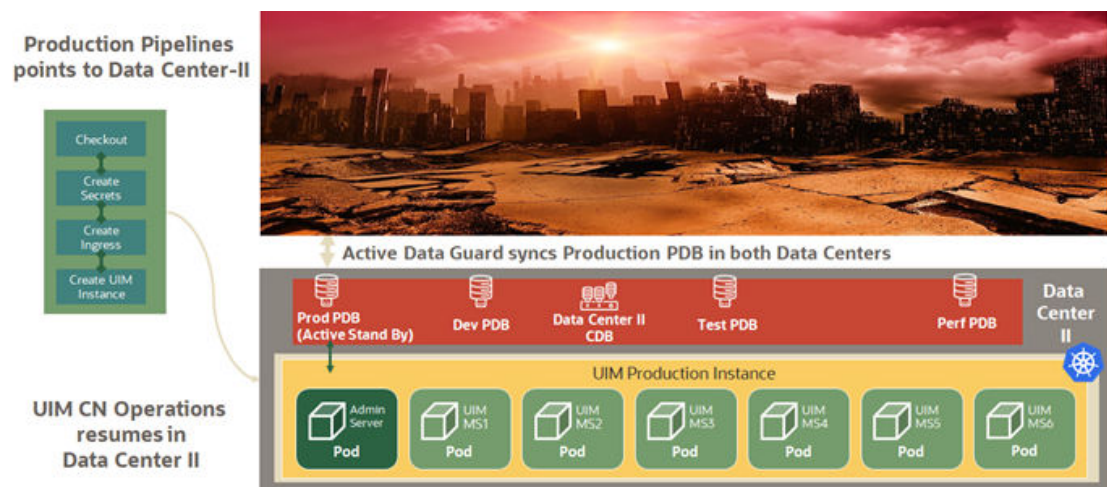 Production Pipelines
points to Data Center-II
Checkout
Create
Secrets
Create
Ingress
Create UIM
Instance
UIM CN Operations
resumes in
Data Center II
Active Data Guard syncs Production PDB in both Data Centers
Prod PDB
(Active Stand By)
Dev PDB
Data Center II
CDB
Test PDB
Perf PDB
Data
Center
II
UIM Production Instance
Admin
Server
Pod
UIM
MS1
Pod
UIM
MS2
Pod
UIM
MS3
Pod
UIM
MS4
Pod
UIM
MS5
Pod
UIM
MS6
Pod